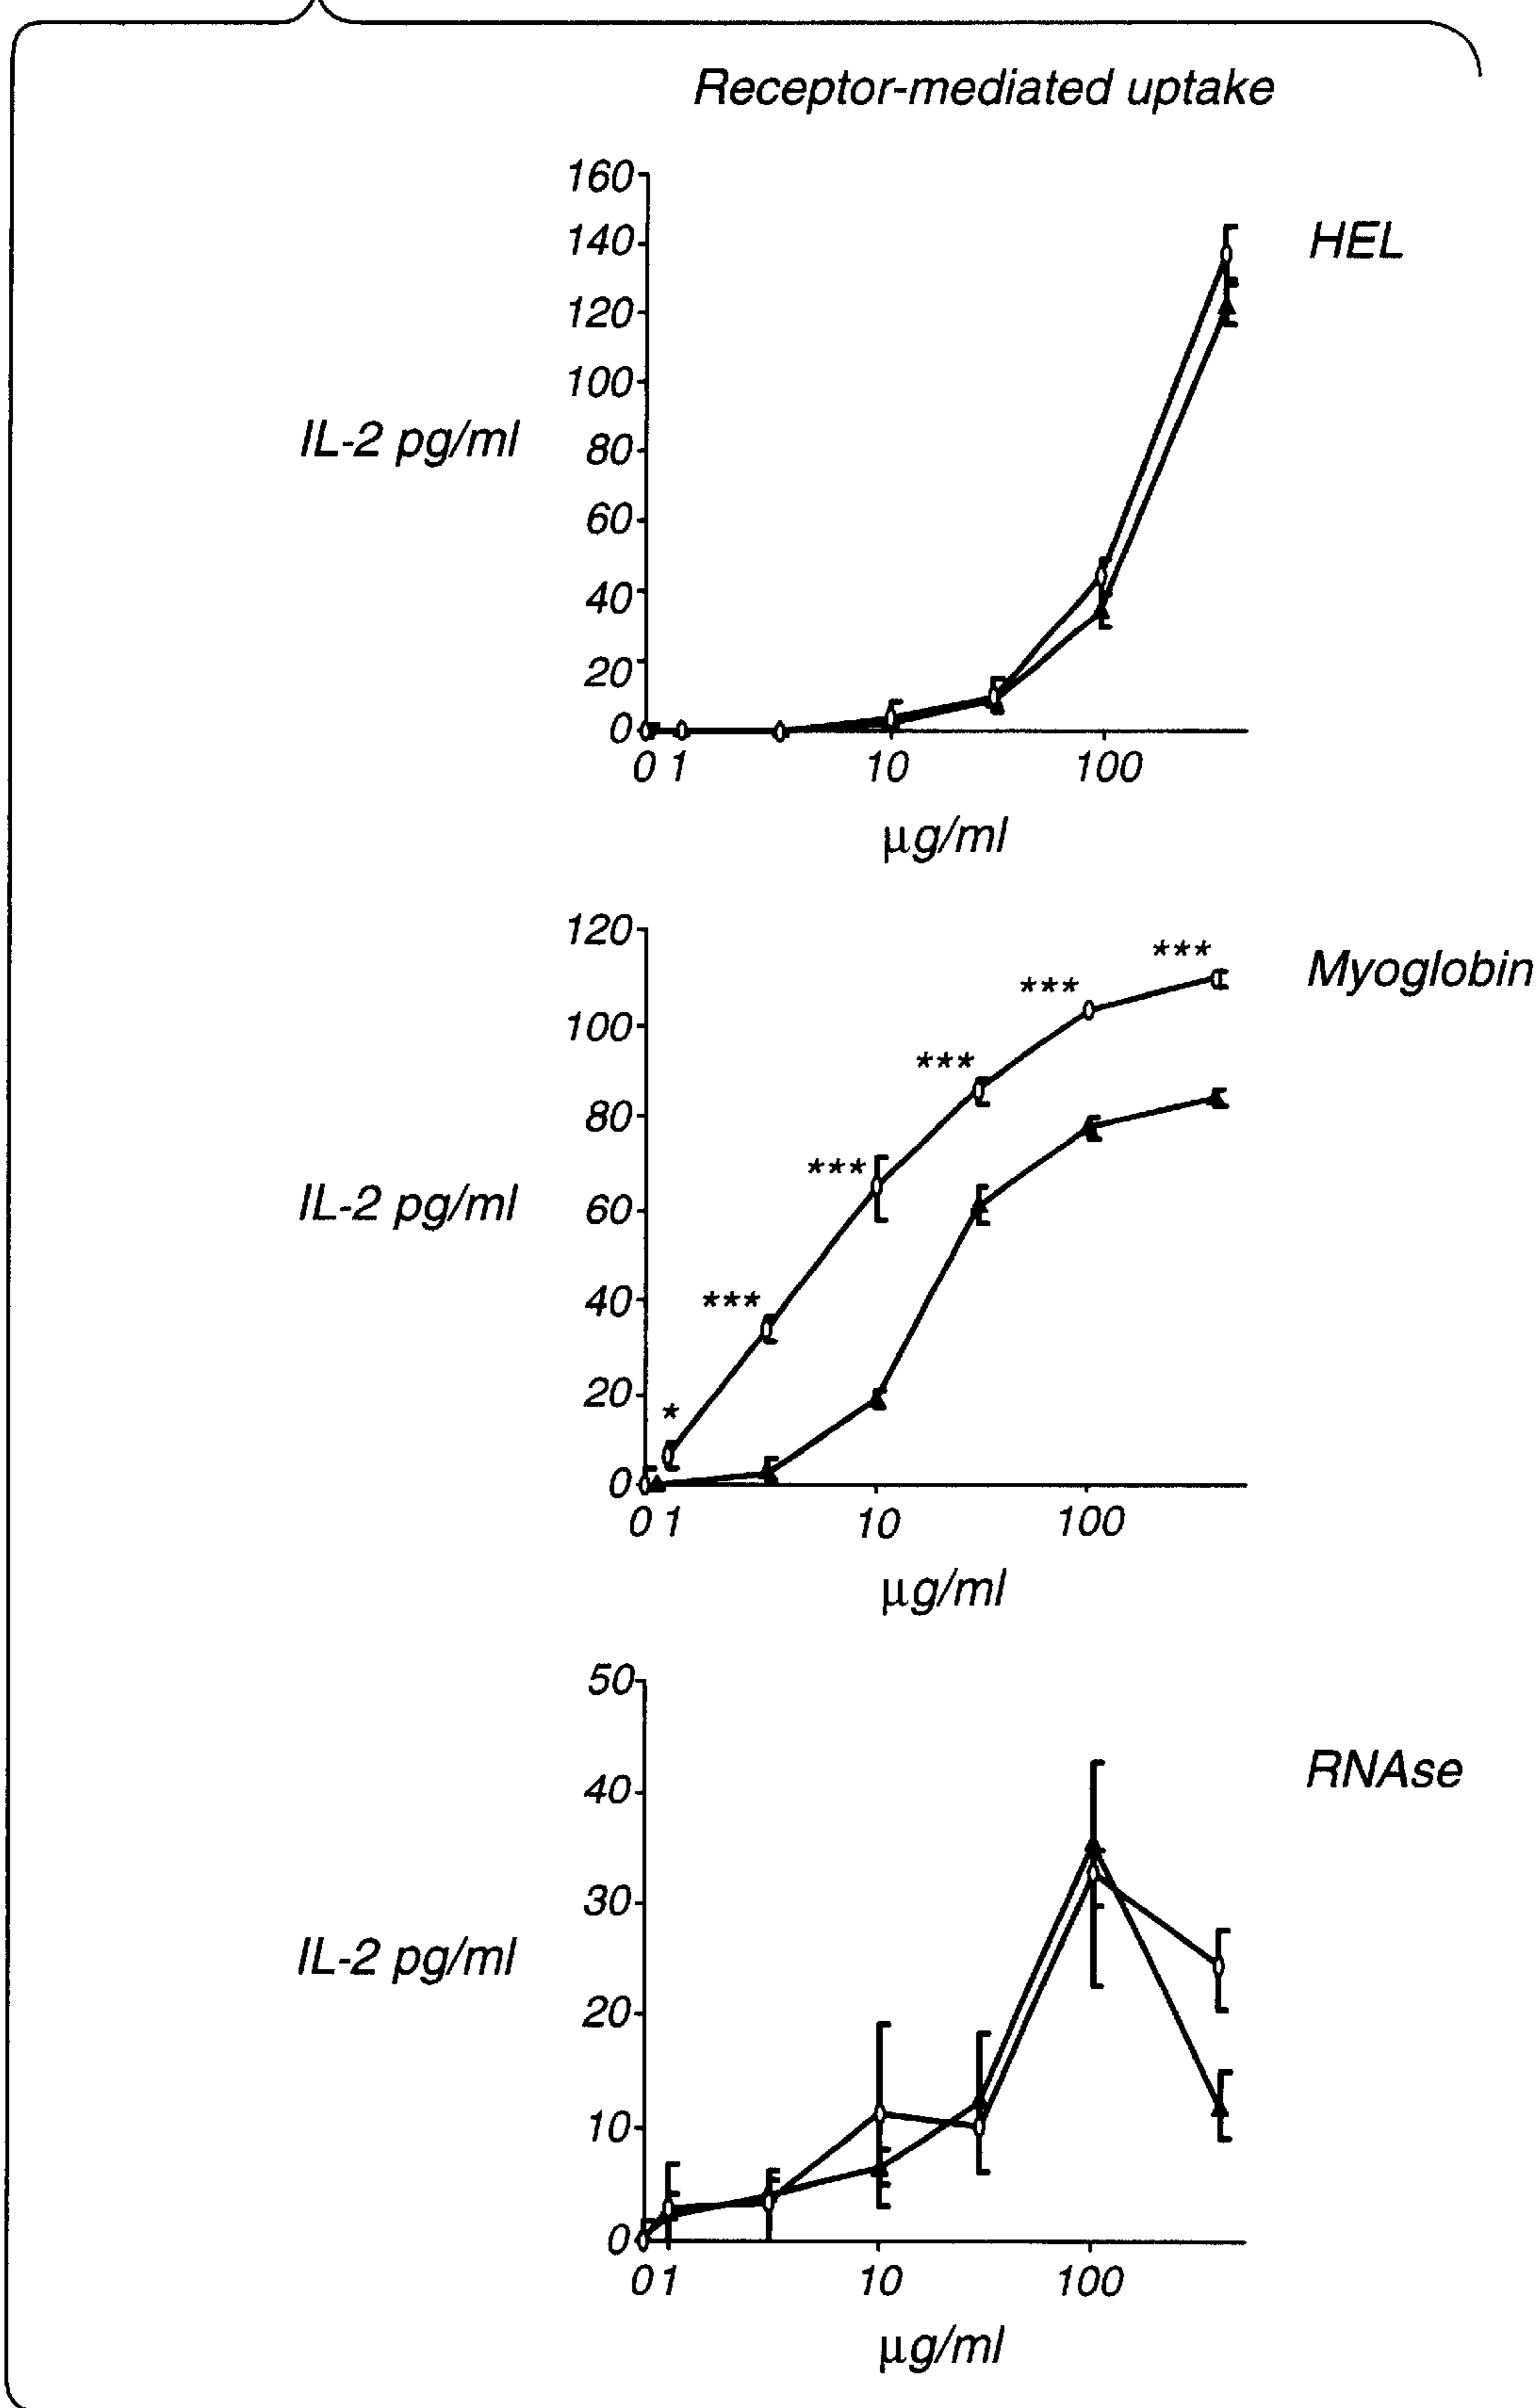 Receptor-mediated uptake
160
140
120
100
80
60
40
20
0
IL-2 pg/ml
HEL
0 1 10 100
µg/ml
120
100
80
60
40
20
0
IL-2 pg/ml
Myoglobin
***
***
***
***
***
*
0 1 10 100
µg/ml
50
40
30
20
10
0
IL-2 pg/ml
RNAse
0 1 10 100
µg/ml